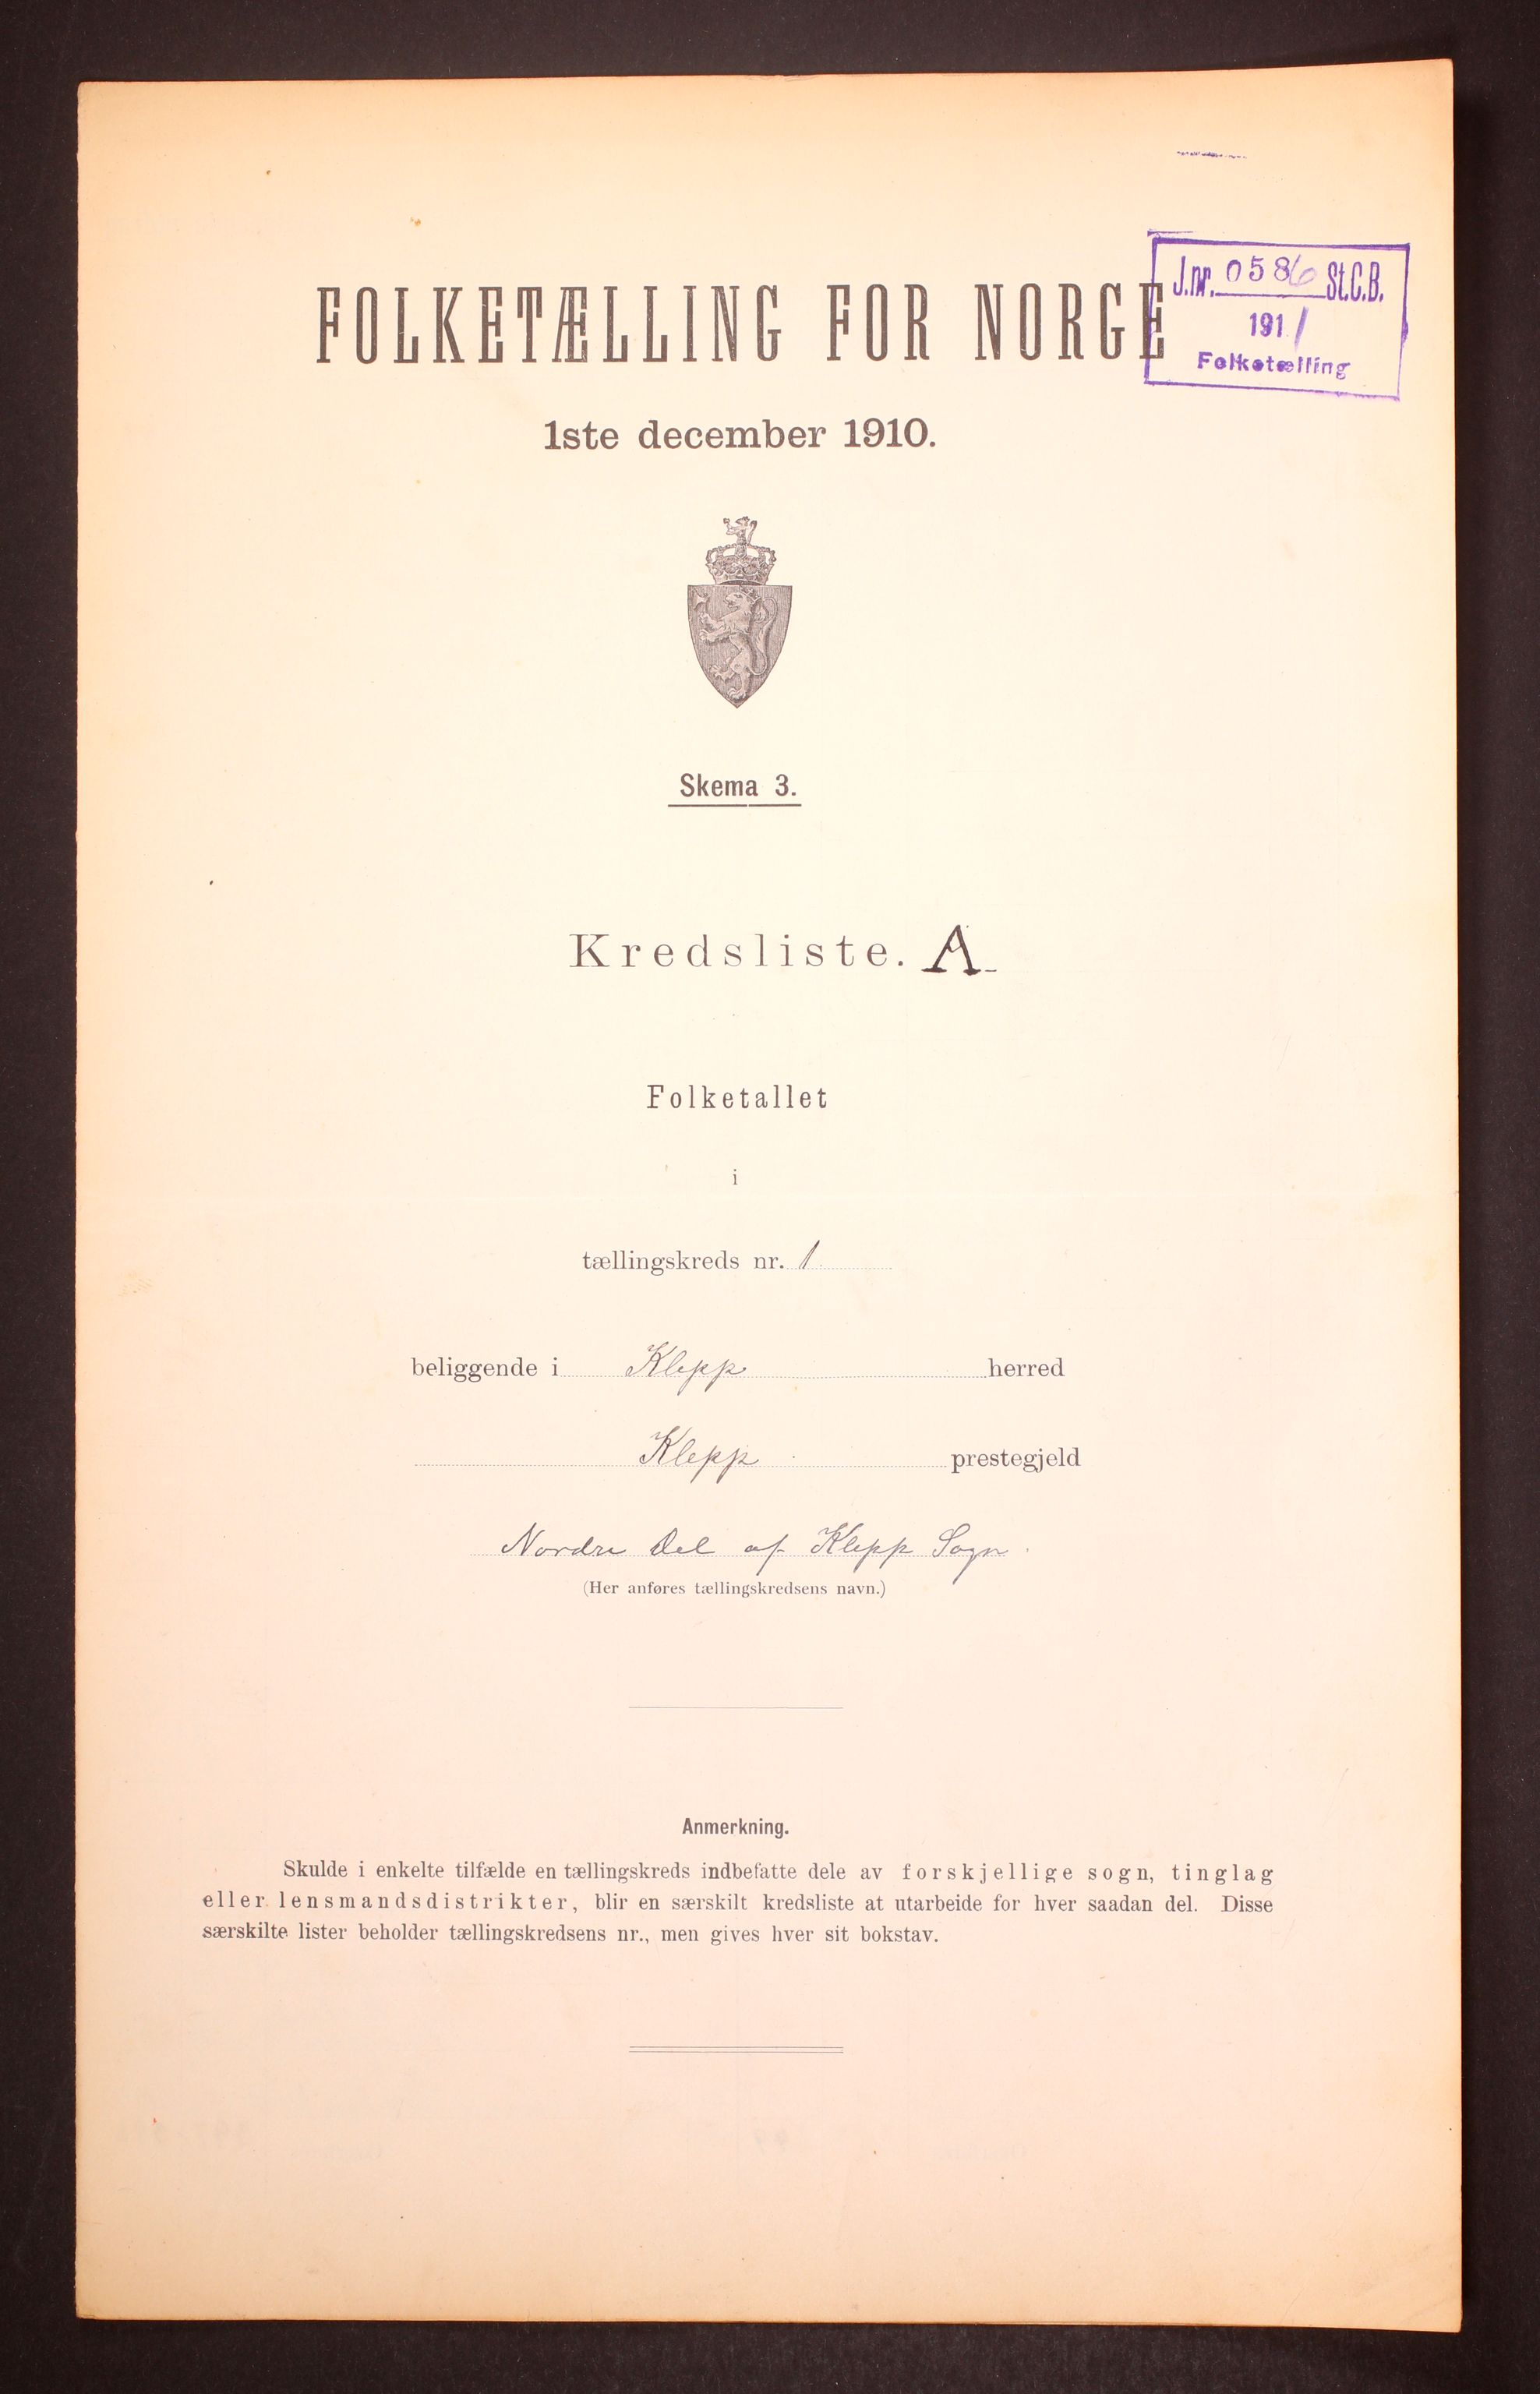 J.nr. 0586 St.C.B.
1911
Folketælling
FOLKETÆLLING FOR NORGE
1ste december 1910.
Skema 3.
Kredsliste. A.
Folketallet
i
tællingskreds nr. 1
beliggende i Klepp herred
Klepp prestegjeld
Nordre Del af Klepp Sogn.
(Her anføres tællingskredsens navn.)
Anmerkning.
Skulde i enkelte tilfælde en tællingskreds indbefatte dele av forskjellige sogn, tinglag
eller lensmandsdistrikter, blir en særskilt kredsliste at utarbeide for hver saadan del. Disse
særskilte lister beholder tællingskredsens nr., men gives hver sit bokstav.